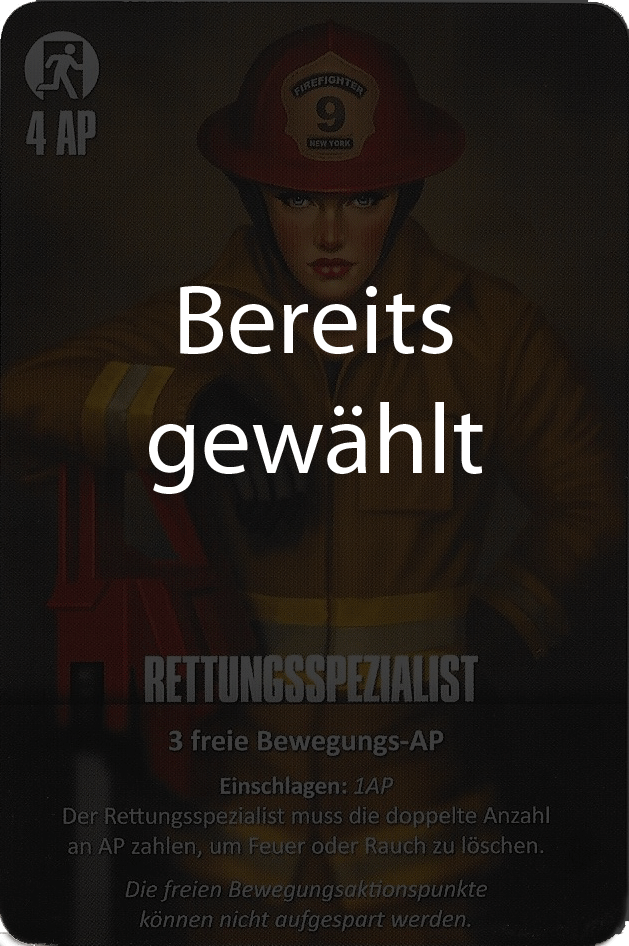 4 AP
FIREFIGHTER
9
NEW YORK
Bereits
gewählt
RETTUNGSSPEZIALIST
3 freie Bewegungs-AP
Einschlagen: 1AP
Der Rettungsspezialist muss die doppelte Anzahl
an AP zahlen, um Feuer oder Rauch zu löschen.
Die freien Bewegungsaktionspunkte
können nicht aufgespart werden.